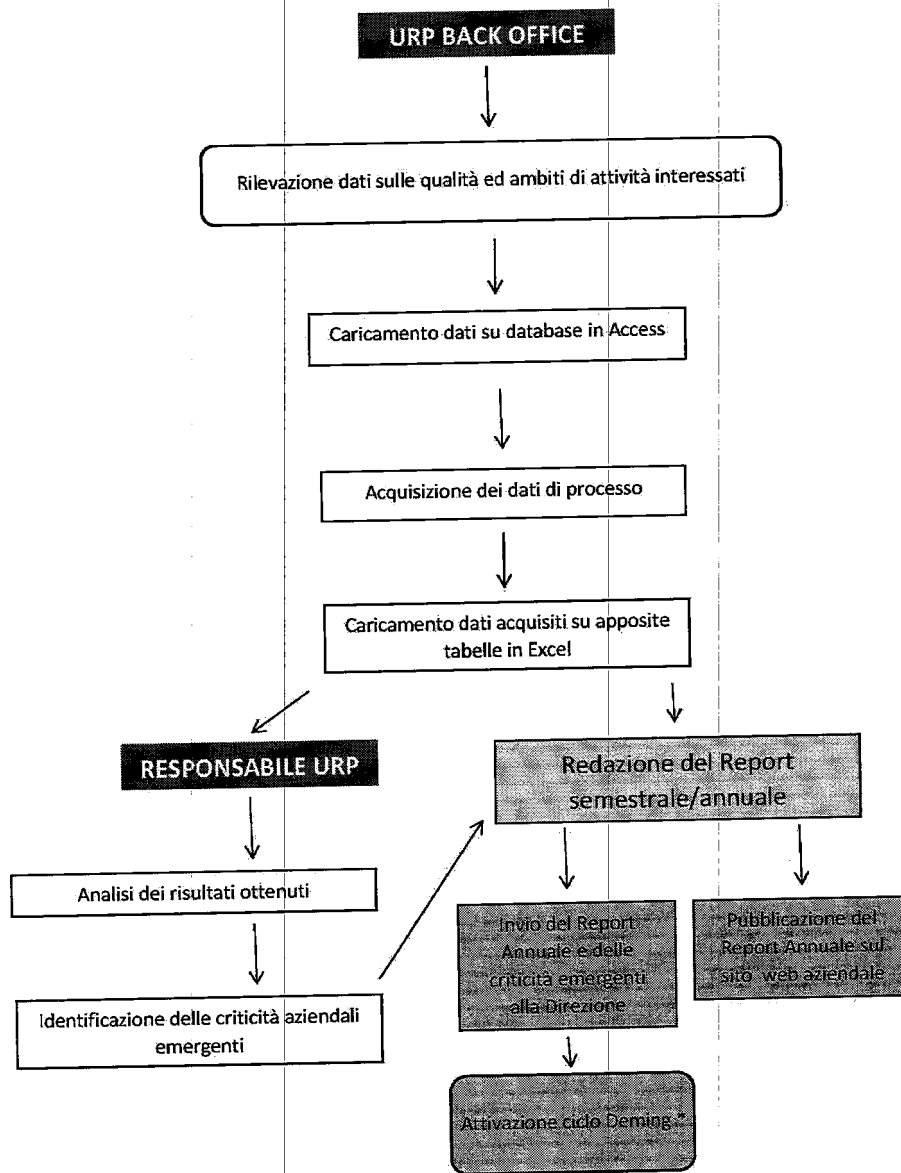 URP BACK OFFICE
Rilevazione dati sulle qualità ed ambiti di attività interessati
Caricamento dati su database in Access
Acquisizione dei dati di processo
Caricamento dati acquisiti su apposite
tabelle in Excel
RESPONSABILE URP
Redazione del Report
semestrale/annuale
Analisi dei risultati ottenuti
Identificazione delle criticità aziendali
emergenti
Invio del Report
Annuale e delle
criticità emergenti
alla Direzione
Pubblicazione del
Report Annuale sul
sito web aziendale
Attivazione ciclo Deming *